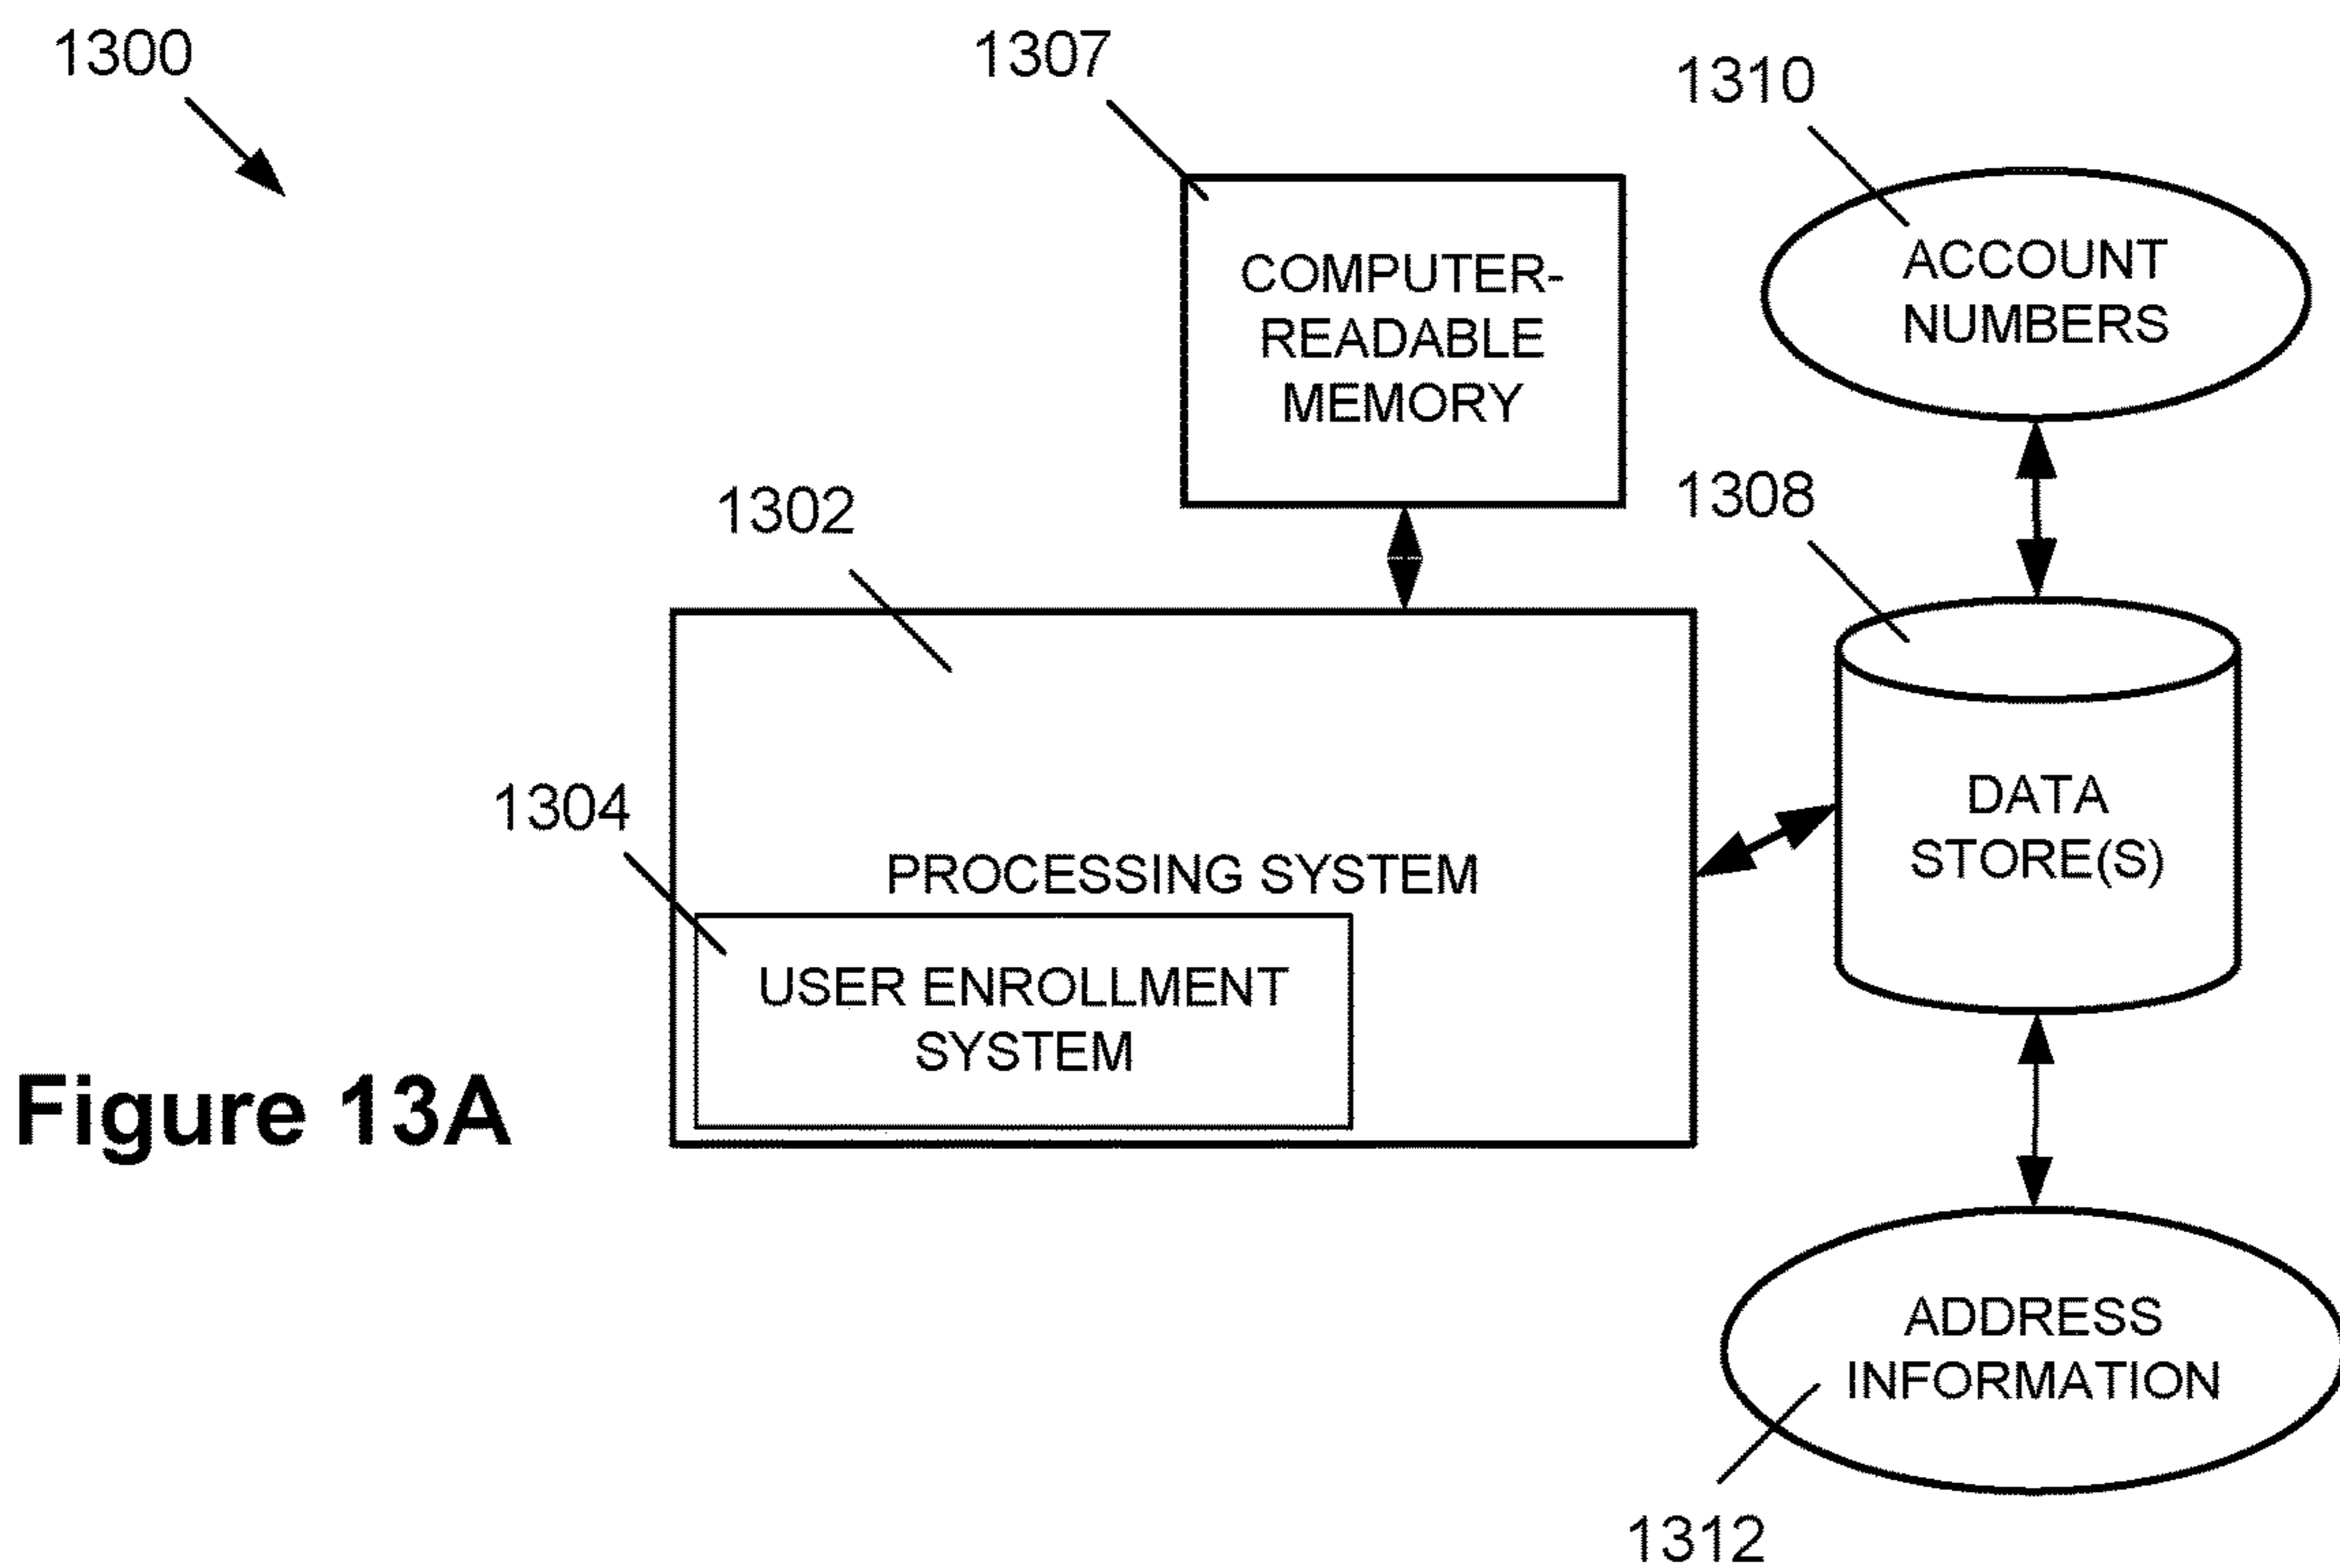 1300
1307
1310
COMPUTER-
READABLE
MEMORY
ACCOUNT
NUMBERS
1302
1308
1304
PROCESSING SYSTEM
DATA
STORE(S)
USER ENROLLMENT
SYSTEM
Figure 13A
ADDRESS
INFORMATION
1312